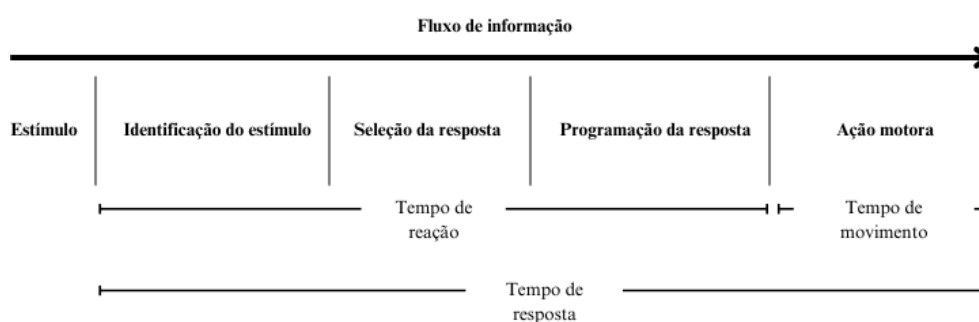 Fluxo de informação
Estímulo
Identificação do estímulo
Seleção da resposta
Programação da resposta
Ação motora
Tempo de
reação
Tempo de
movimento
Tempo de
resposta